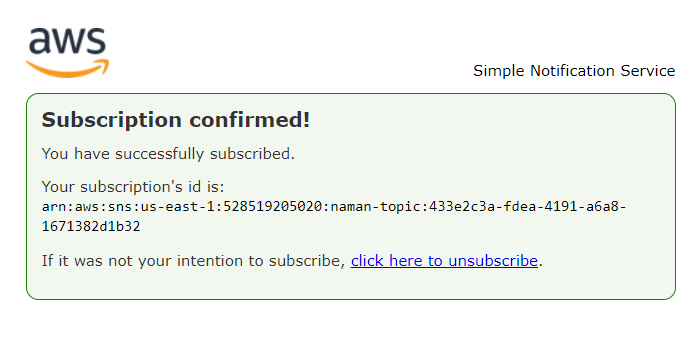 aws
Simple Notification Service
Subscription confirmed!
You have successfully subscribed.
Your subscription's id is:
arn:aws:sns:us-east-1:528519205020:naman-topic:433e2c3a-fdea-4191-a6a8-
1671382d1b32
If it was not your intention to subscribe, click here to unsubscribe.